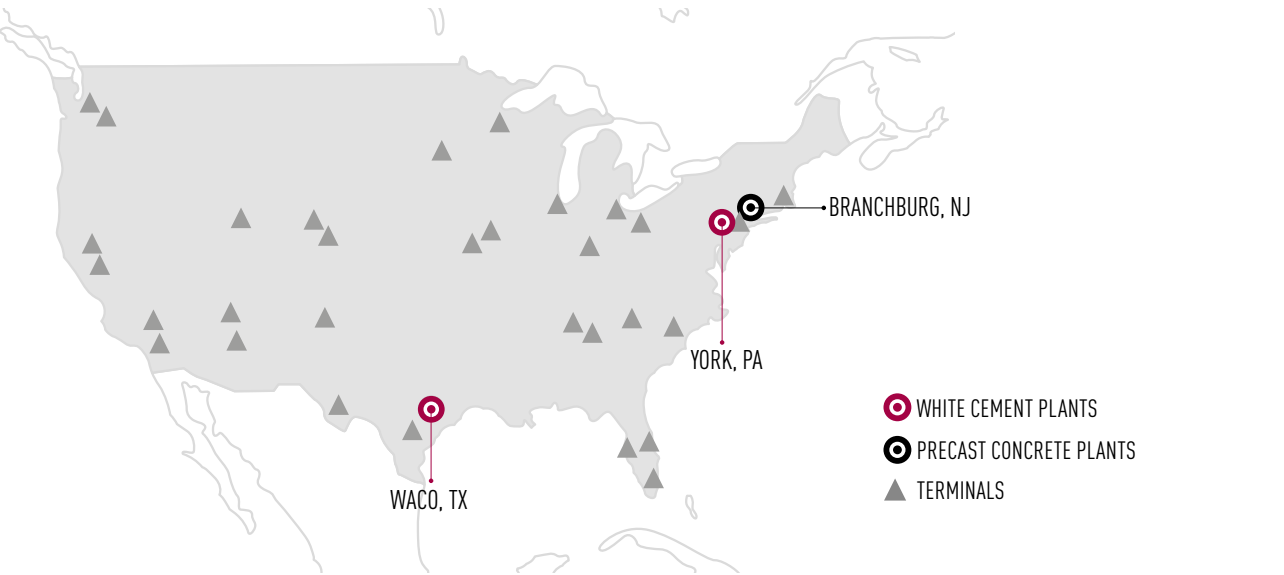 BRANCHBURG, NJ
YORK, PA
WACO, TX
WHITE CEMENT PLANTS
PRECAST CONCRETE PLANTS
TERMINALS